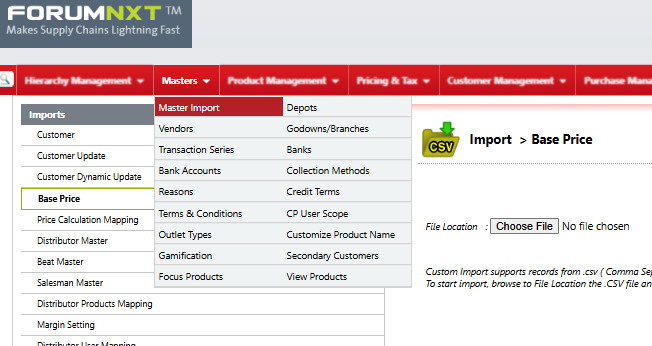 FORUMNXT™
Makes Supply Chains Lightning Fast
Hierarchy Management Masters Product Management Pricing & Tax Customer Management Purchase Mana
Imports
Customer
Customer Update
Customer Dynamic Update
Base Price
Price Calculation Mapping
Distributor Master
Beat Master
Salesman Master
Distributor Products Mapping
Margin Setting
Distributor User Mapping
Master Import Depots
Vendors Godowns/Branches
Transaction Series Banks
Bank Accounts Collection Methods
Reasons Credit Terms
Terms & Conditions CP User Scope
Outlet Types Customize Product Name
Gamification Secondary Customers
Focus Products View Products
CSV
Import > Base Price
File Location : Choose File No file chosen
Custom Import supports records from .csv ( Comma Se
To start import, browse to File Location the .CSV file an